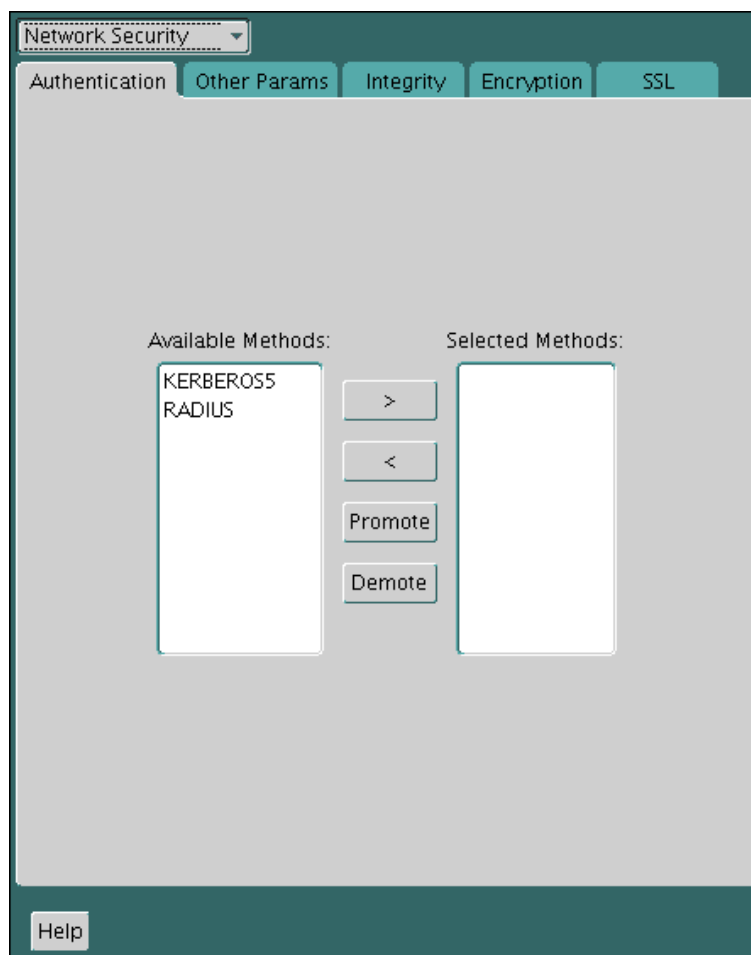 Network Security
Authentication Other Params Integrity Encryption SSL
Available Methods: Selected Methods:
KERBEROS5
RADIUS
>
<
Promote
Demote
Help